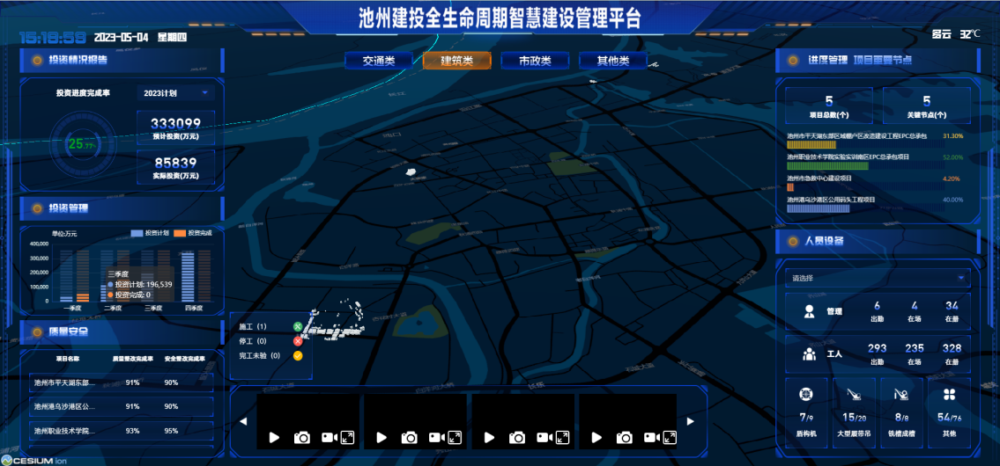 池州建投全生命周期智慧建设管理平台
15:18:59 2023-05-04 星期四
多云 32℃
交通类 建筑类 市政类 其他类
投资情况报告
投资进度完成率 2023计划
25.77%
333099
预计投资(万元)
85839
实际投资(万元)
投资管理
单位:万元 投资计划 投资完成
400,000
300,000
200,000
100,000
0
三季度
投资计划: 196,539
投资完成: 0
一季度 二季度 三季度 四季度
质量安全
项目名称 质量整改完成率 安全整改完成率
池州市平天湖东部... 91% 90%
池州港乌沙港区公... 91% 90%
池州职业技术学院... 93% 95%
施工 (1)
停工 (0)
完工未验 (0)
石城大道
进度管理 项目重要节点
5
项目总数(个)
5
关键节点(个)
池州市平天湖东部区域棚户区改造建设工程EPC总承包 31.30%
池州职业技术学院实验实训南区EPC总承包项目 52.00%
池州市急救中心建设项目 4.20%
池州港乌沙港区公用码头工程项目 40.00%
人员设备
请选择
管理
6 4 34
出勤 在场 在册
工人
293 235 328
出勤 在场 在册
7/9 15/20 8/8 54/76
盾构机 大型履带吊 铣槽成槽 其他
CESIUM ion